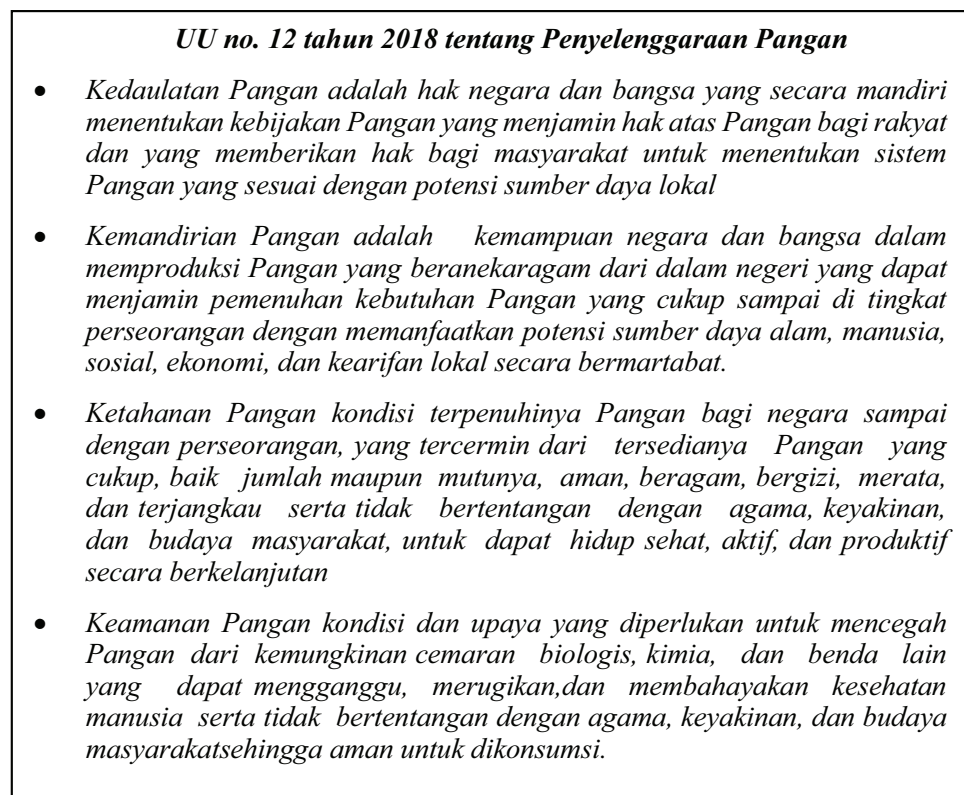 UU no. 12 tahun 2018 tentang Penyelenggaraan Pangan
• Kedaulatan Pangan adalah hak negara dan bangsa yang secara mandiri
menentukan kebijakan Pangan yang menjamin hak atas Pangan bagi rakyat
dan yang memberikan hak bagi masyarakat untuk menentukan sistem
Pangan yang sesuai dengan potensi sumber daya lokal
• Kemandirian Pangan adalah kemampuan negara dan bangsa dalam
memproduksi Pangan yang beranekaragam dari dalam negeri yang dapat
menjamin pemenuhan kebutuhan Pangan yang cukup sampai di tingkat
perseorangan dengan memanfaatkan potensi sumber daya alam, manusia,
sosial, ekonomi, dan kearifan lokal secara bermartabat.
• Ketahanan Pangan kondisi terpenuhinya Pangan bagi negara sampai
dengan perseorangan, yang tercermin dari tersedianya Pangan yang
cukup, baik jumlah maupun mutunya, aman, beragam, bergizi, merata,
dan terjangkau serta tidak bertentangan dengan agama, keyakinan,
dan budaya masyarakat, untuk dapat hidup sehat, aktif, dan produktif
secara berkelanjutan
• Keamanan Pangan kondisi dan upaya yang diperlukan untuk mencegah
Pangan dari kemungkinan cemaran biologis, kimia, dan benda lain
yang dapat mengganggu, merugikan,dan membahayakan kesehatan
manusia serta tidak bertentangan dengan agama, keyakinan, dan budaya
masyarakatsehingga aman untuk dikonsumsi.